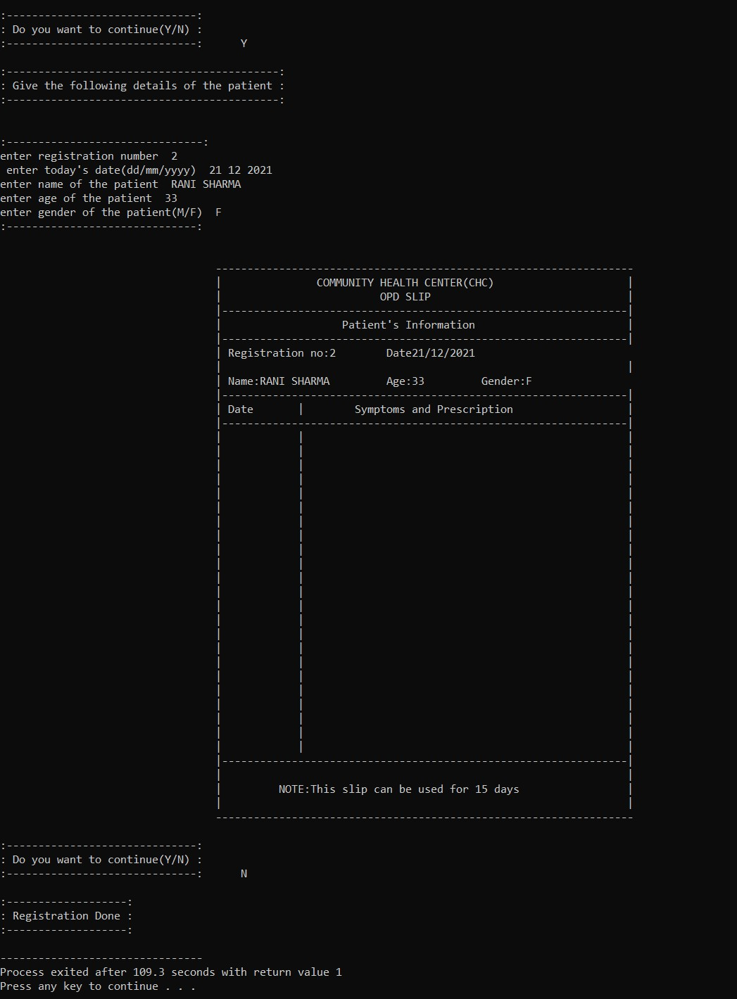 :------------------------------:
: Do you want to continue(Y/N) :
:------------------------------:      Y
:-------------------------------------------:
: Give the following details of the patient :
:-------------------------------------------:
:-------------------------------:
enter registration number  2
 enter today's date(dd/mm/yyyy)  21 12 2021
enter name of the patient  RANI SHARMA
enter age of the patient  33
enter gender of the patient(M/F)  F
:------------------------------:
------------------------------------------------------------------
|               COMMUNITY HEALTH CENTER(CHC)                     |
|                         OPD SLIP                               |
|----------------------------------------------------------------|
|                   Patient's Information                        |
|----------------------------------------------------------------|
| Registration no:2        Date21/12/2021
|                                                                |
| Name:RANI SHARMA         Age:33         Gender:F
|----------------------------------------------------------------|
| Date       |        Symptoms and Prescription                  |
|----------------------------------------------------------------|
|----------------------------------------------------------------|
|         NOTE:This slip can be used for 15 days                 |
------------------------------------------------------------------
:------------------------------:
: Do you want to continue(Y/N) :
:------------------------------:      N
:-------------------:
: Registration Done :
:-------------------:
--------------------------------
Process exited after 109.3 seconds with return value 1
Press any key to continue . . .